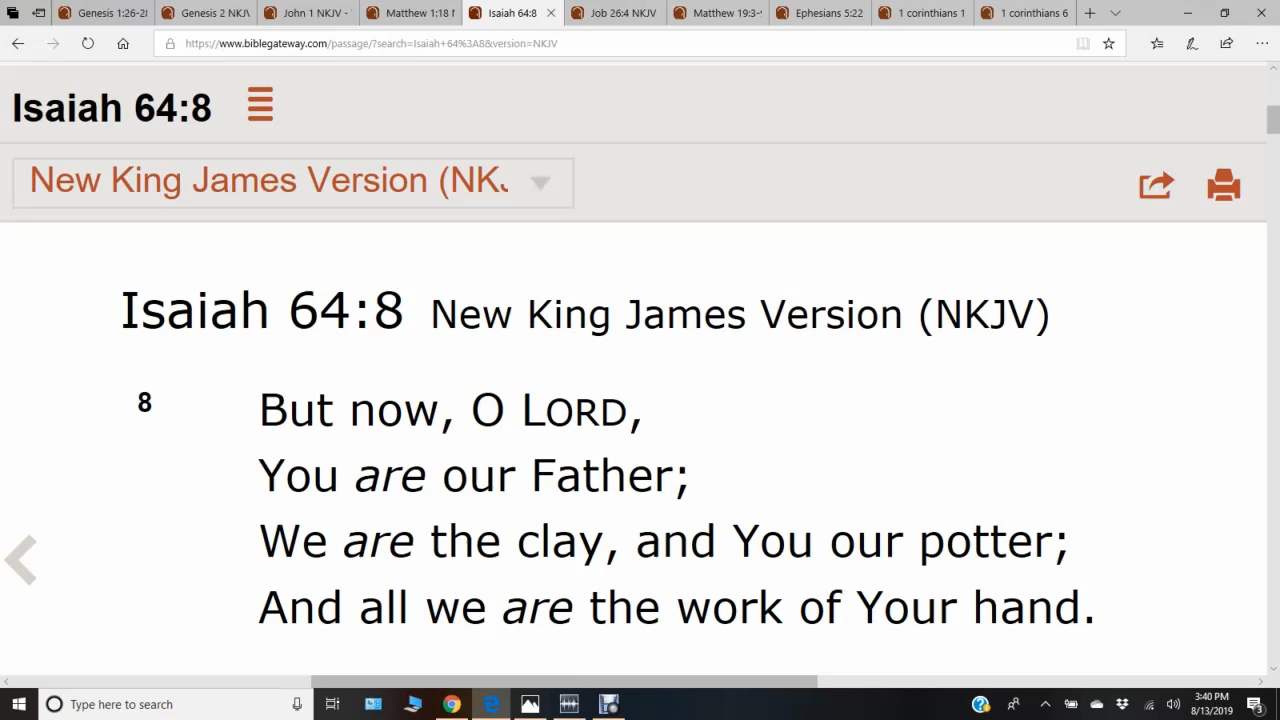 Genesis 1:26-2
Genesis 2 NKJV
John 1 NKJV -
Matthew 1:18
Isaiah 64:8
Job 26:4 NKJV
Matthew 19:3-
Ephesians 5:22
1 corinthians 1
1 corinthians 6
https://www.biblegateway.com/passage/?search=Isaiah+64%3A8&version=NKJV
Isaiah 64:8
New King James Version (NK
Isaiah 64:8 New King James Version (NKJV)
8 But now, O LORD,
You are our Father;
We are the clay, and You our potter;
And all we are the work of Your hand.
Type here to search
3:40 PM
8/13/2019
3